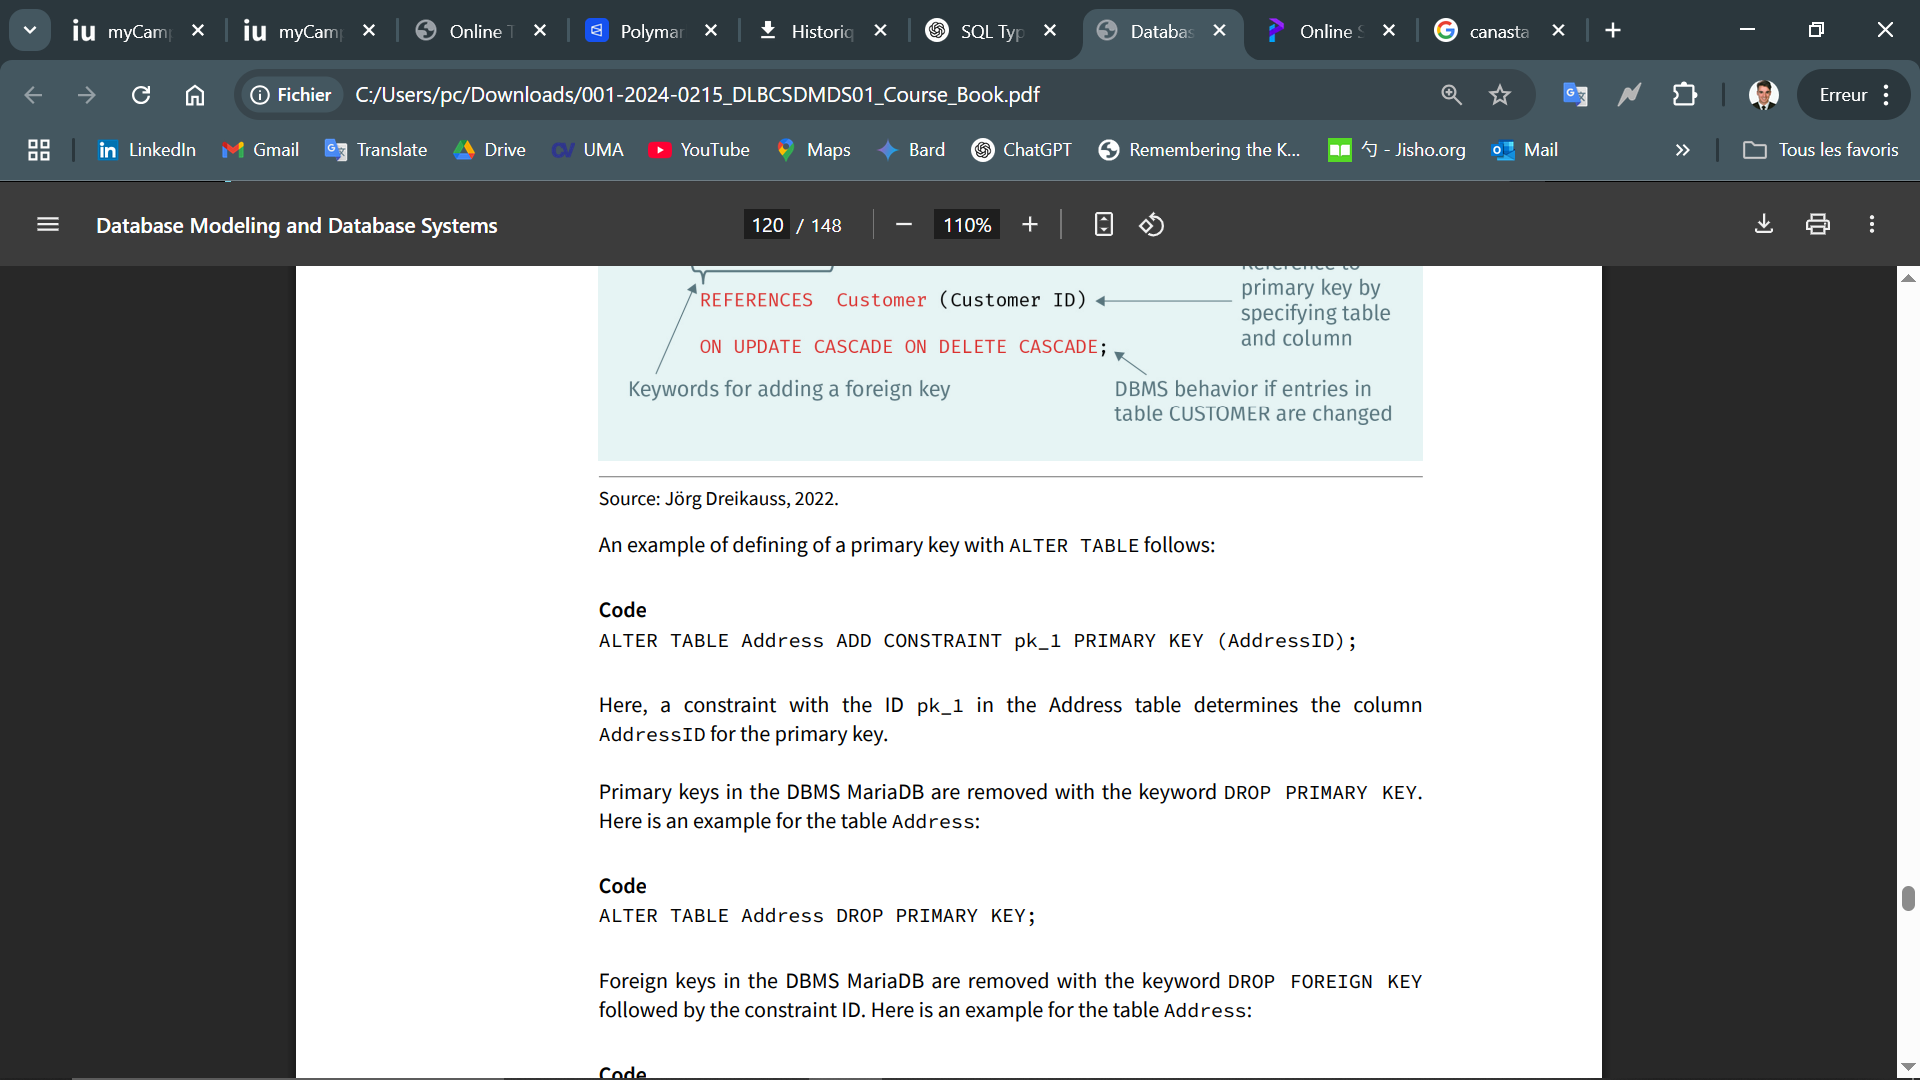 myCam
myCam
Online T
Polymar
Historiq
SQL Typ
Databas
Online S
canasta
Fichier
C:/Users/pc/Downloads/001-2024-0215_DLBCSDMDS01_Course_Book.pdf
Erreur
LinkedIn
Gmail
Translate
Drive
UMA
YouTube
Maps
Bard
ChatGPT
Remembering the K...
勺 - Jisho.org
Mail
Tous les favoris
Database Modeling and Database Systems
120 / 148
110%
Reference to
primary key by
specifying table
and column
REFERENCES Customer (Customer ID)
ON UPDATE CASCADE ON DELETE CASCADE;
Keywords for adding a foreign key
DBMS behavior if entries in
table CUSTOMER are changed
Source: Jörg Dreikauss, 2022.
An example of defining of a primary key with ALTER TABLE follows:
Code
ALTER TABLE Address ADD CONSTRAINT pk_1 PRIMARY KEY (AddressID);
Here, a constraint with the ID pk_1 in the Address table determines the column
AddressID for the primary key.
Primary keys in the DBMS MariaDB are removed with the keyword DROP PRIMARY KEY.
Here is an example for the table Address:
Code
ALTER TABLE Address DROP PRIMARY KEY;
Foreign keys in the DBMS MariaDB are removed with the keyword DROP FOREIGN KEY
followed by the constraint ID. Here is an example for the table Address:
Code